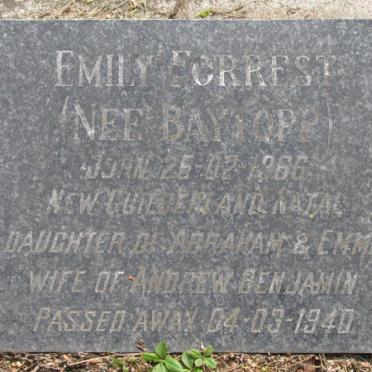 EMILY FORREST
(NEE BAYTOPP)
BORN 26-02-1866
NEW GUELDERLAND NATAL
DAUGHTER OF ABRAHAM & EMM
WIFE OF ANDREW BENJAMIN
PASSED AWAY 04-03-1940